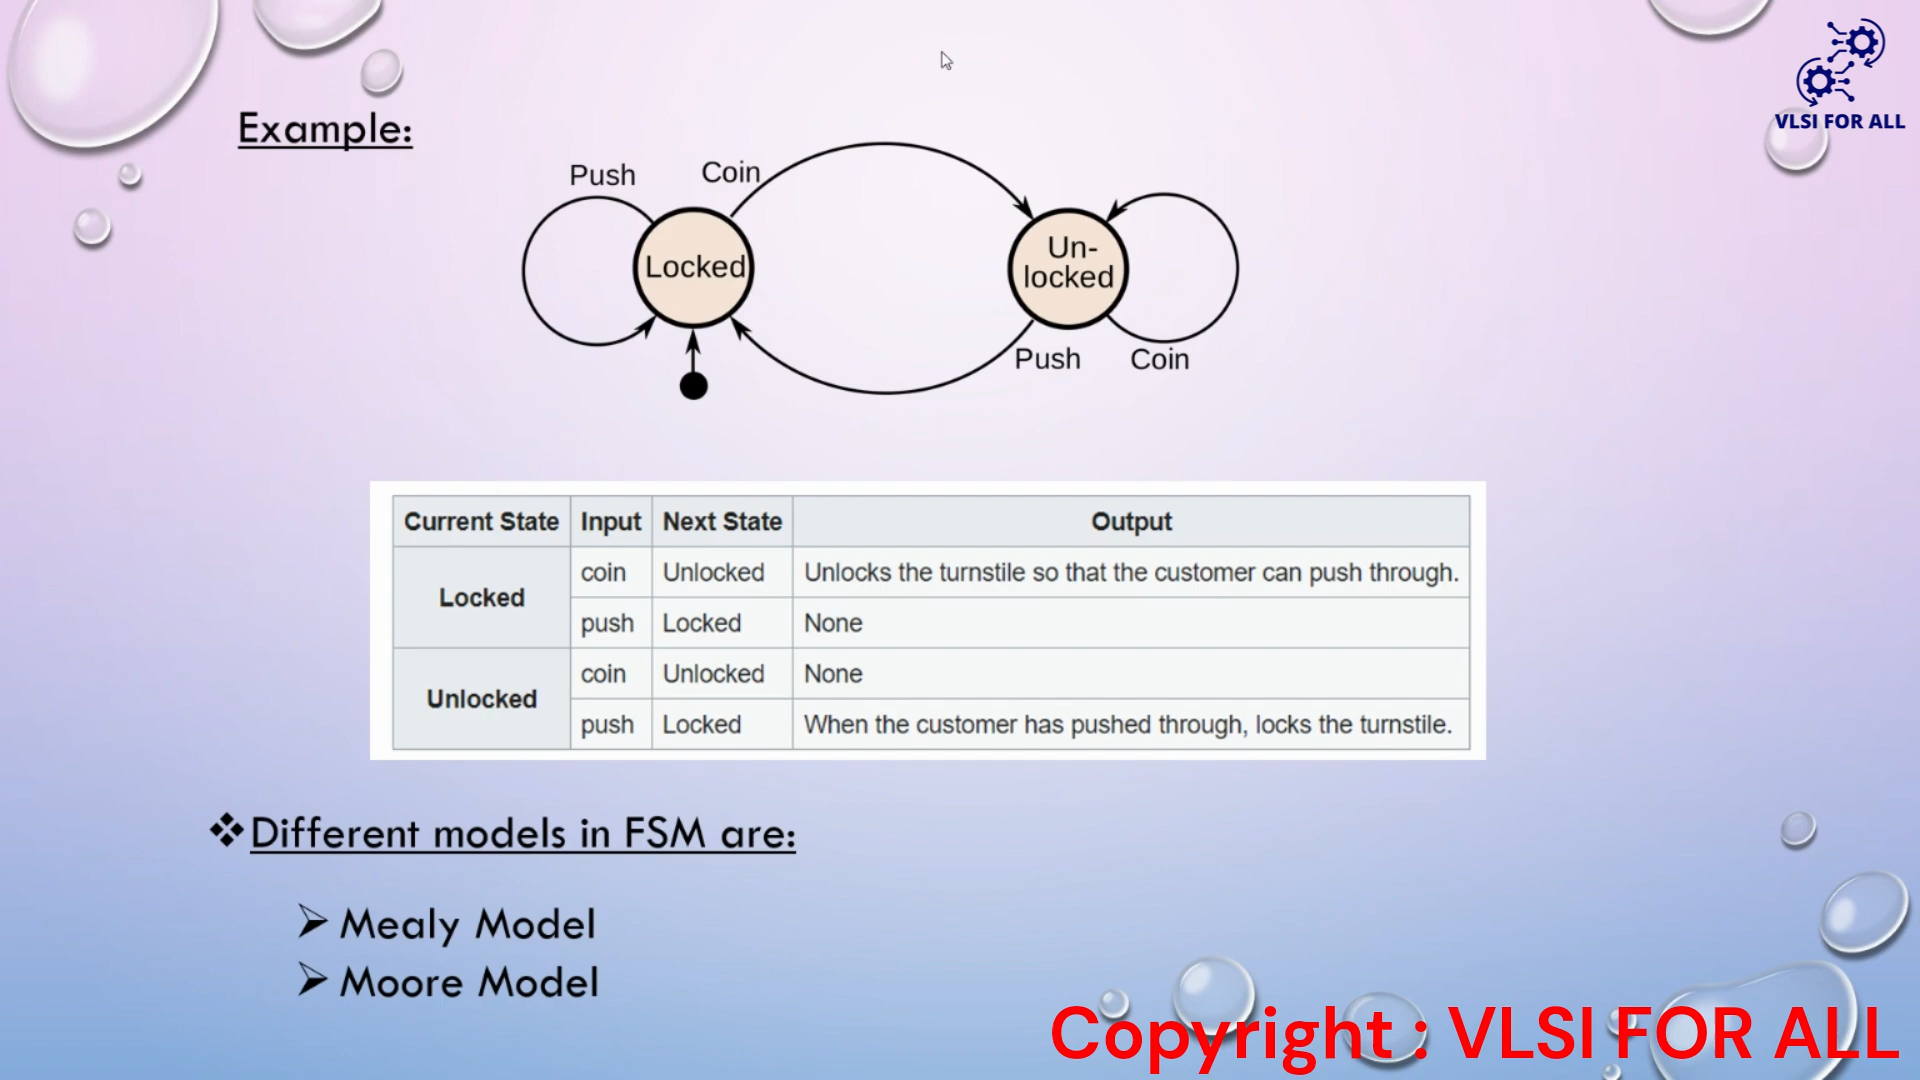 VLSI FOR ALL
Example:
Push
Coin
Locked
Un-
locked
Push
Coin
Current State Input Next State Output
Locked
coin Unlocked Unlocks the turnstile so that the customer can push through.
push Locked None
Unlocked
coin Unlocked None
push Locked When the customer has pushed through, locks the turnstile.
❖Different models in FSM are:
➢ Mealy Model
➢ Moore Model
Copyright : VLSI FOR ALL